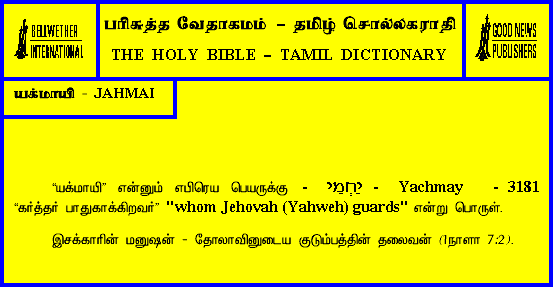 BELLWETHER
INTERNATIONAL
பரிசுத்த வேதாகமம் – தமிழ் சொல்லகராதி
THE HOLY BIBLE – TAMIL DICTIONARY
GOOD NEWS
PUBLISHERS
யக்மாயி - JAHMAI
“யக்மாயி” என்னும் எபிரெய பெயருக்கு - יַחְמַי - Yachmay - 3181
“கர்த்தர் பாதுகாக்கிறவர்” "whom Jehovah (Yahweh) guards" என்று பொருள்.
இசக்காரின் மனுஷன் – தோலாவினுடைய குடும்பத்தின் தலைவன் (1நாளா 7:2).